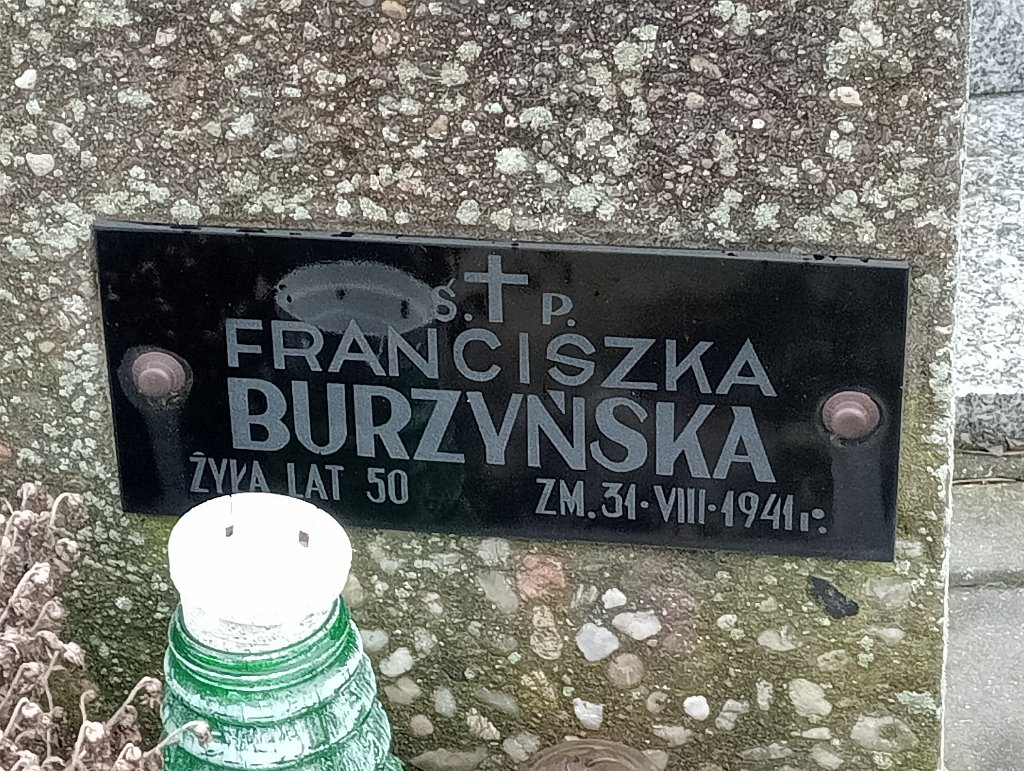 Ś. P.
FRANCISZKA
BURZYŃSKA
ŻYŁA LAT 50 ZM. 31·VIII·1941 r.